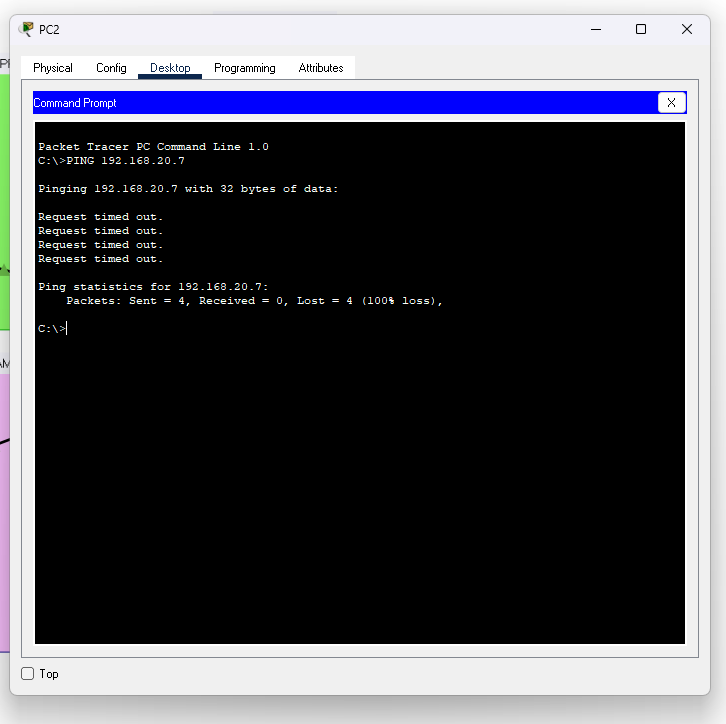 PC2
Physical Config Desktop Programming Attributes
Command Prompt X
Packet Tracer PC Command Line 1.0
C:\>PING 192.168.20.7
Pinging 192.168.20.7 with 32 bytes of data:
Request timed out.
Request timed out.
Request timed out.
Request timed out.
Ping statistics for 192.168.20.7:
    Packets: Sent = 4, Received = 0, Lost = 4 (100% loss),
C:\>
Top